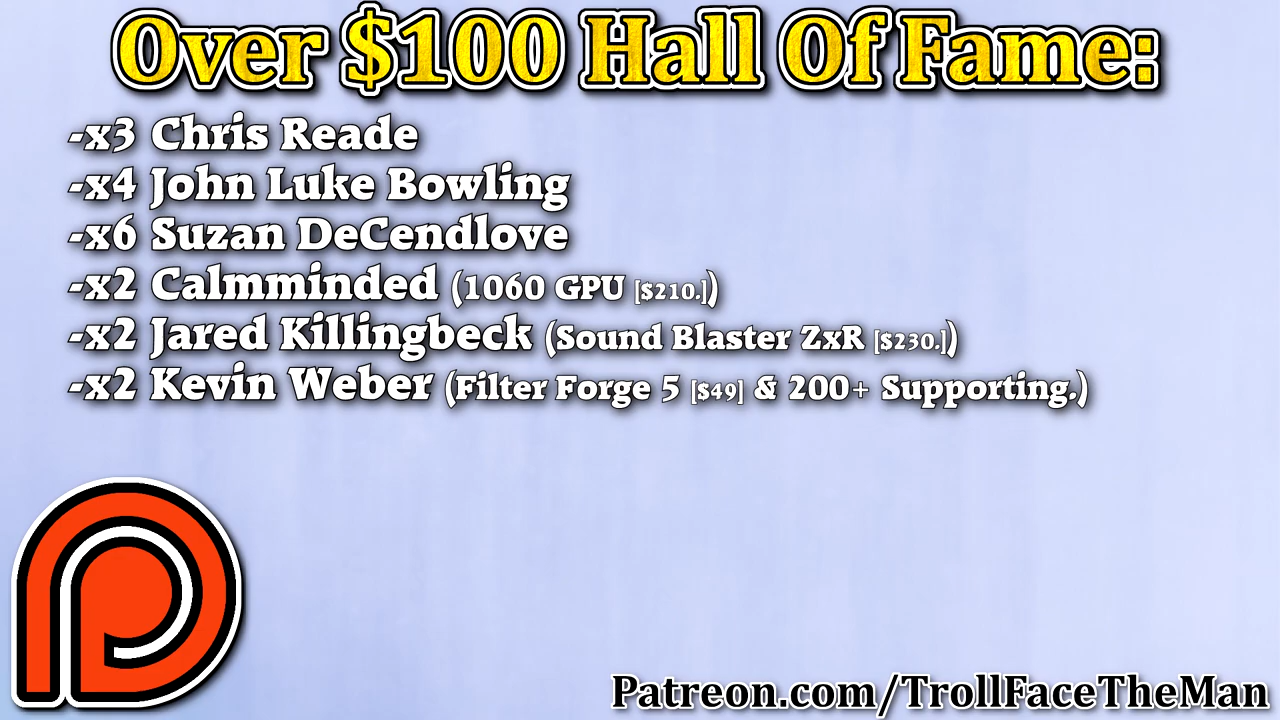 Over $100 Hall Of Fame:
-x3 Chris Reade
-x4 John Luke Bowling
-x6 Suzan DeCendlove
-x2 Calmminded (1060 GPU [$210.])
-x2 Jared Killingbeck (Sound Blaster ZxR [$230.])
-x2 Kevin Weber (Filter Forge 5 [$49] & 200+ Supporting.)
Patreon.com/TrollFaceTheMan